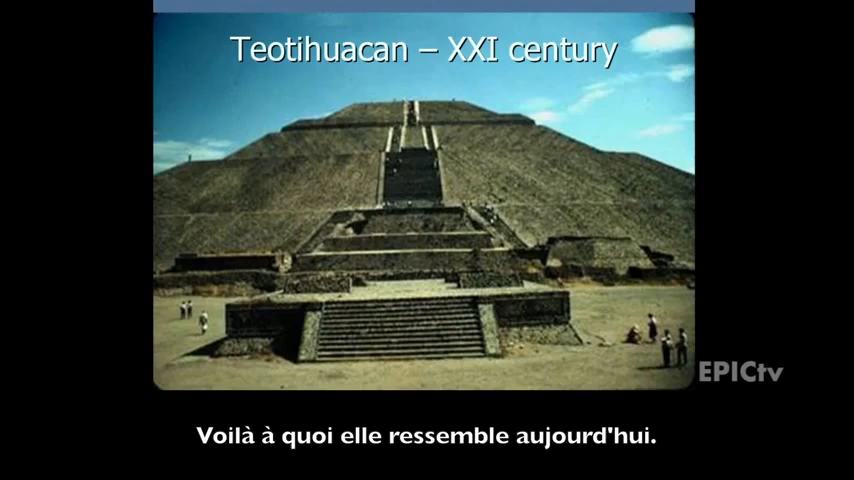 Teotihuacan – XXI century
EPICtv
Voilà à quoi elle ressemble aujourd'hui.